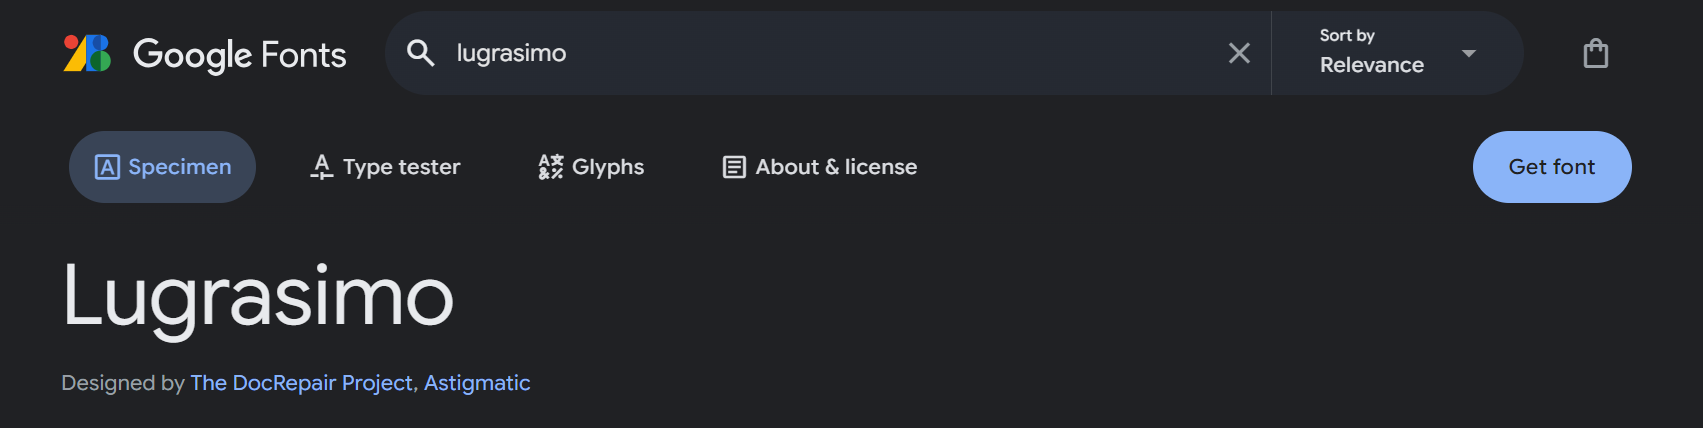 Google Fonts
lugrasimo
Sort by
Relevance
Specimen
Type tester
Glyphs
About & license
Get font
Lugrasimo
Designed by The DocRepair Project, Astigmatic